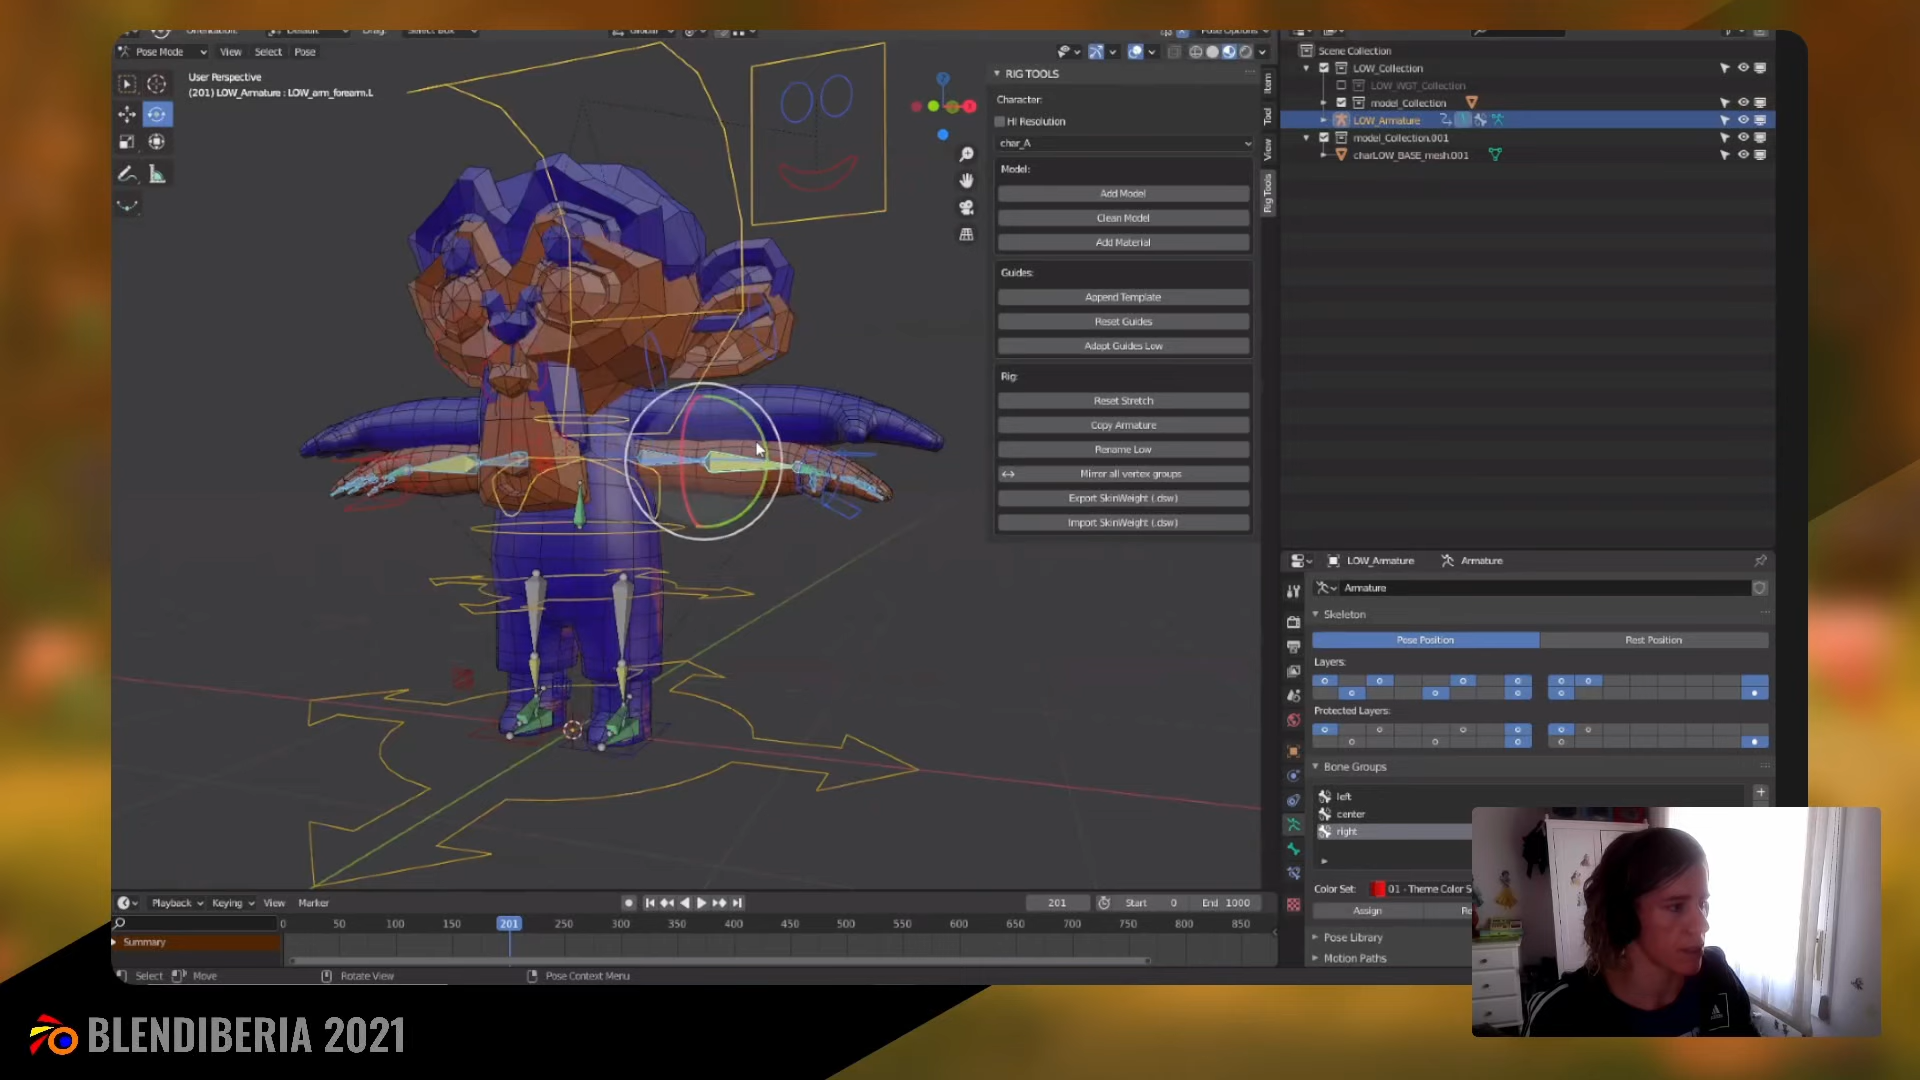 Pose Mode
View
Select
Pose
User Perspective
(201) LOW_Armature : LOW_arm_forearm.L
RIG TOOLS
Character:
HI Resolution
char_A
Model:
Add Model
Clean Model
Add Material
Guides:
Append Template
Reset Guides
Adapt Guides Low
Rig:
Reset Stretch
Copy Armature
Rename Low
Mirror all vertex groups
Export SkinWeight (.dsw)
Import SkinWeight (.dsw)
Item
Tool
View
Rig Tools
Scene Collection
LOW_Collection
LOW_WGT_Collection
model_Collection
LOW_Armature
model_Collection.001
charLOW_BASE_mesh.001
LOW_Armature
Armature
Armature
Skeleton
Pose Position
Rest Position
Layers:
Protected Layers:
Bone Groups
left
center
right
Color Set:
01 - Theme Color S
Assign
Re
Pose Library
Motion Paths
Playback
Keying
View
Marker
201
Start
0
End
1000
0
50
100
150
201
250
300
350
400
450
500
550
600
650
700
750
800
850
Summary
Select
Move
Rotate View
Pose Context Menu
BLENDIBERIA 2021